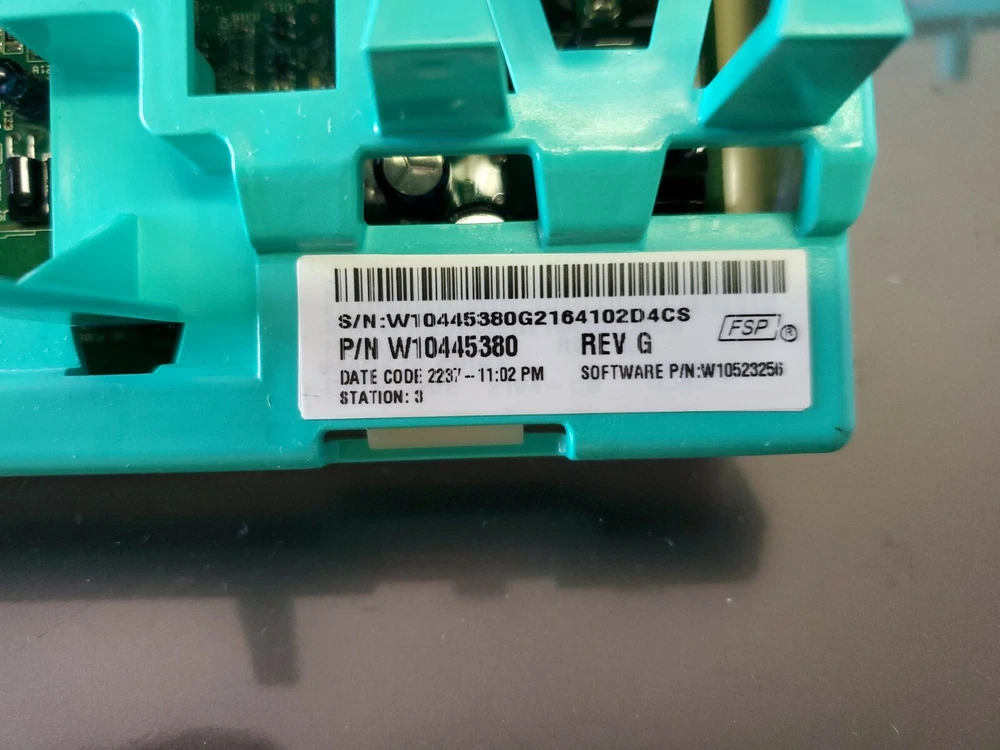 S/N:W10445380G2164102D4CS
FSP ®
P/N W10445380 REV G
DATE CODE 2237--11:02 PM SOFTWARE P/N:W10523256
STATION: 3